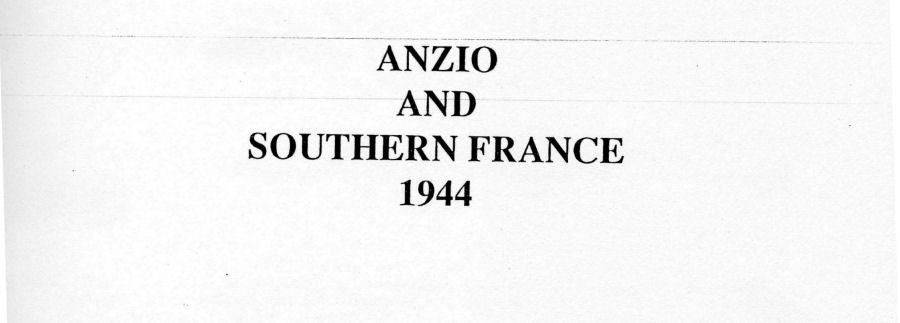 ANZIO
AND
SOUTHERN FRANCE
1944